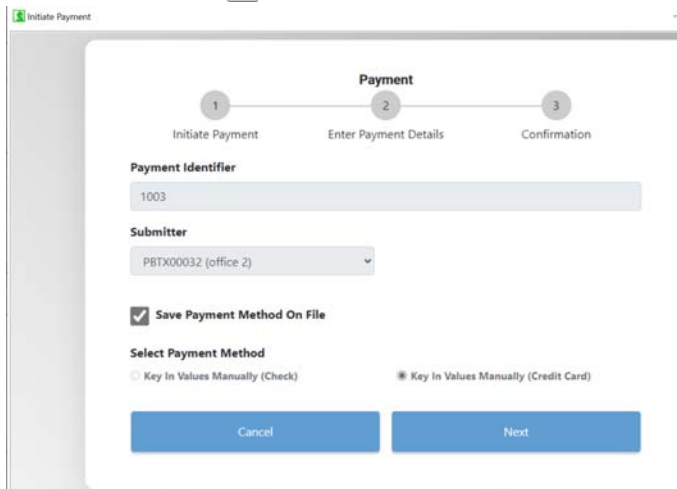 Initiate Payment
Payment
1 2 3
Initiate Payment Enter Payment Details Confirmation
Payment Identifier
1003
Submitter
PBTX00032 (office 2)
Save Payment Method On File
Select Payment Method
Key In Values Manually (Check) Key In Values Manually (Credit Card)
Cancel Next